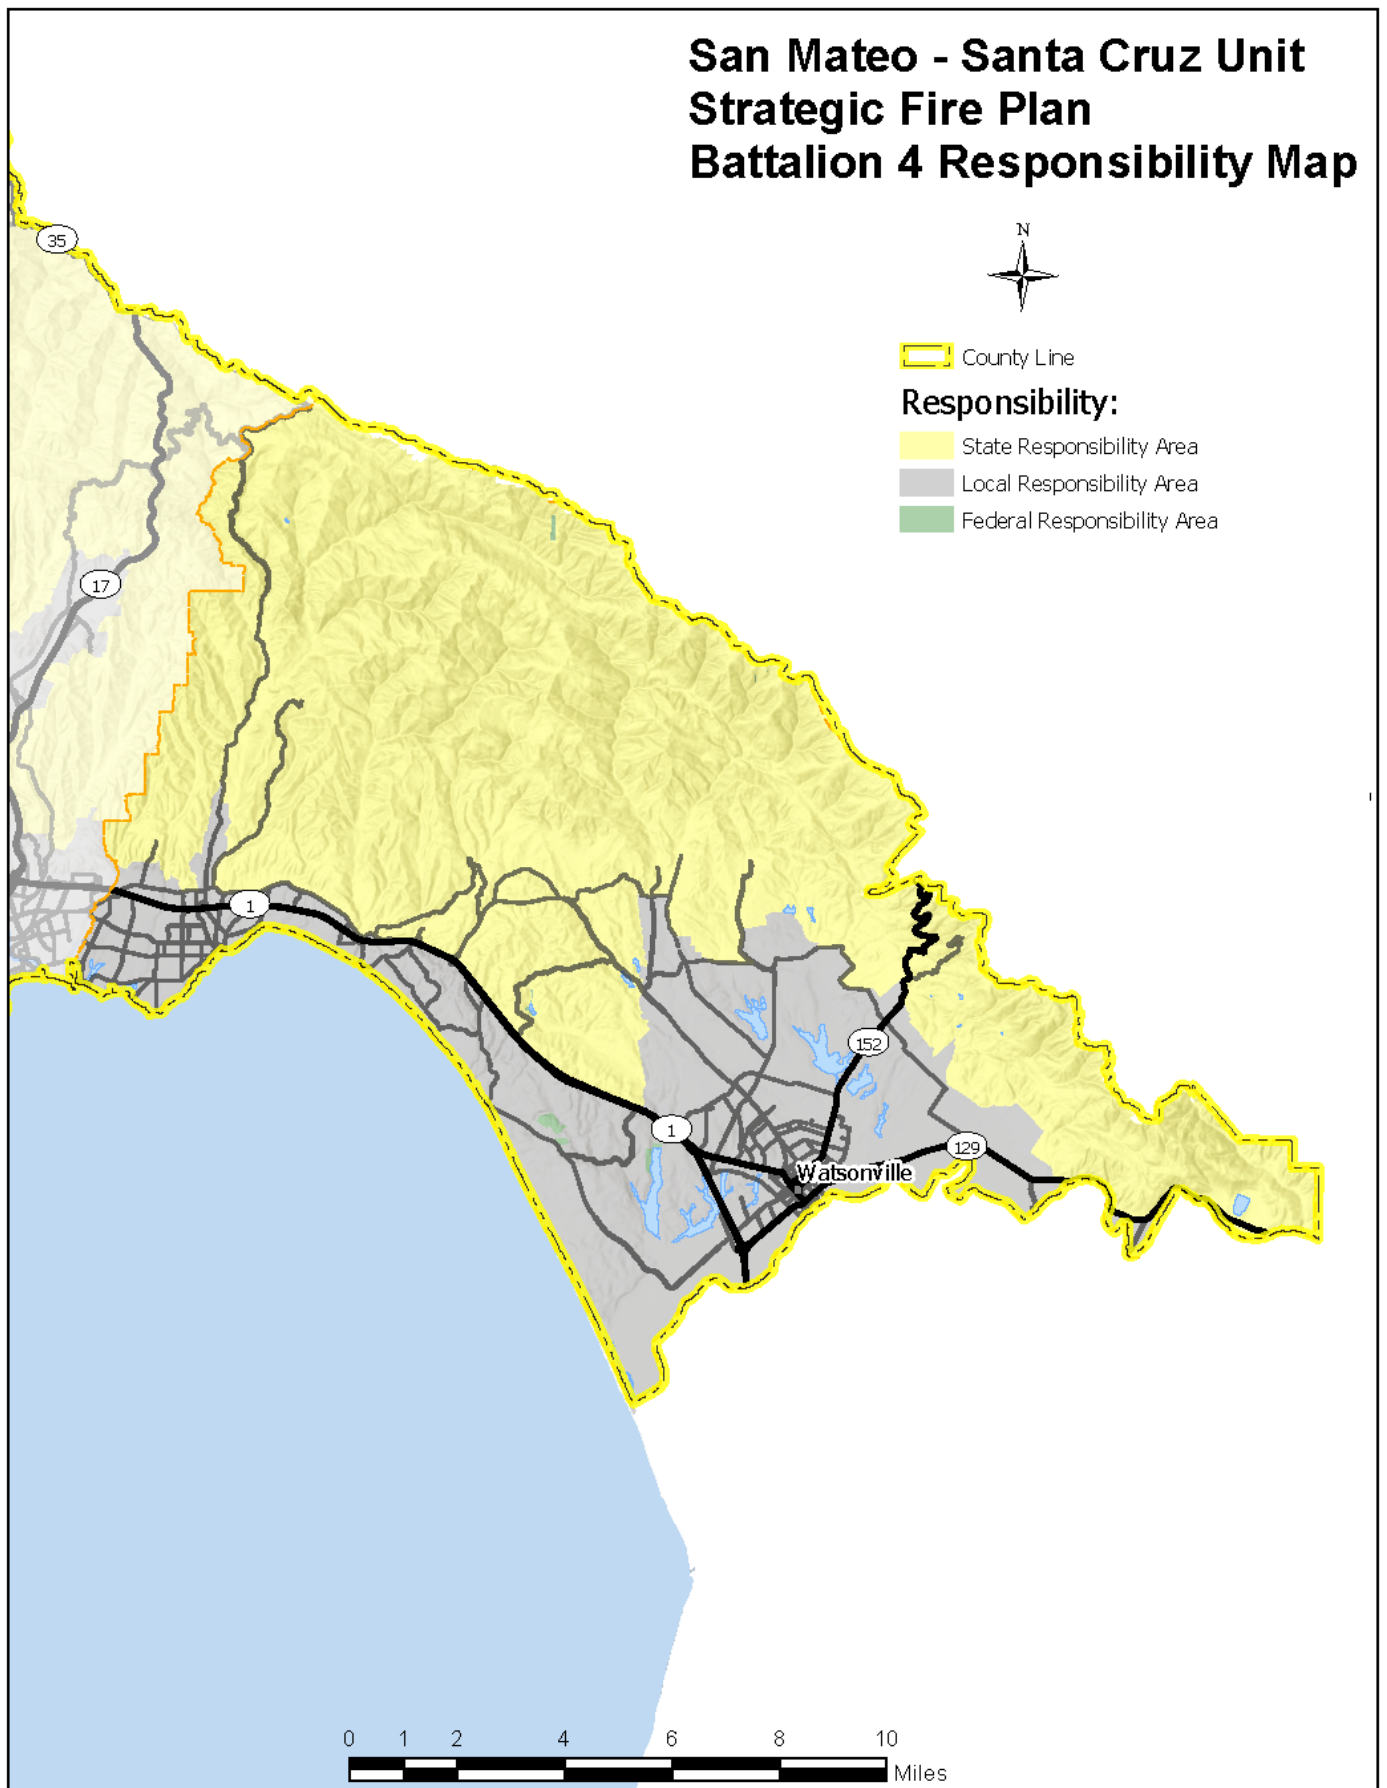 San Mateo - Santa Cruz Unit
Strategic Fire Plan
Battalion 4 Responsibility Map
N
35
County Line
Responsibility:
State Responsibility Area
Local Responsibility Area
Federal Responsibility Area
17
1
152
1
129
Watsonville
0 1 2 4 6 8 10
Miles